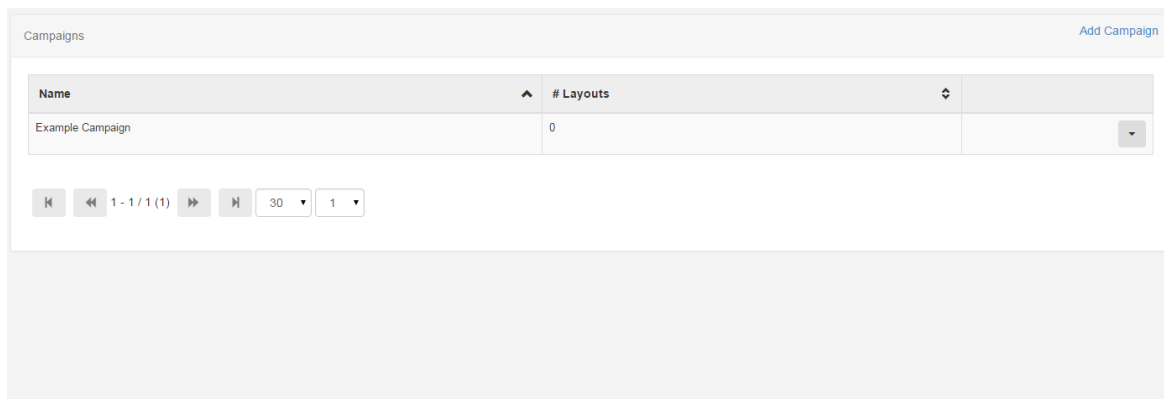 Campaigns Add Campaign
Name # Layouts
Example Campaign 0
1 - 1 / 1 (1) 30 1